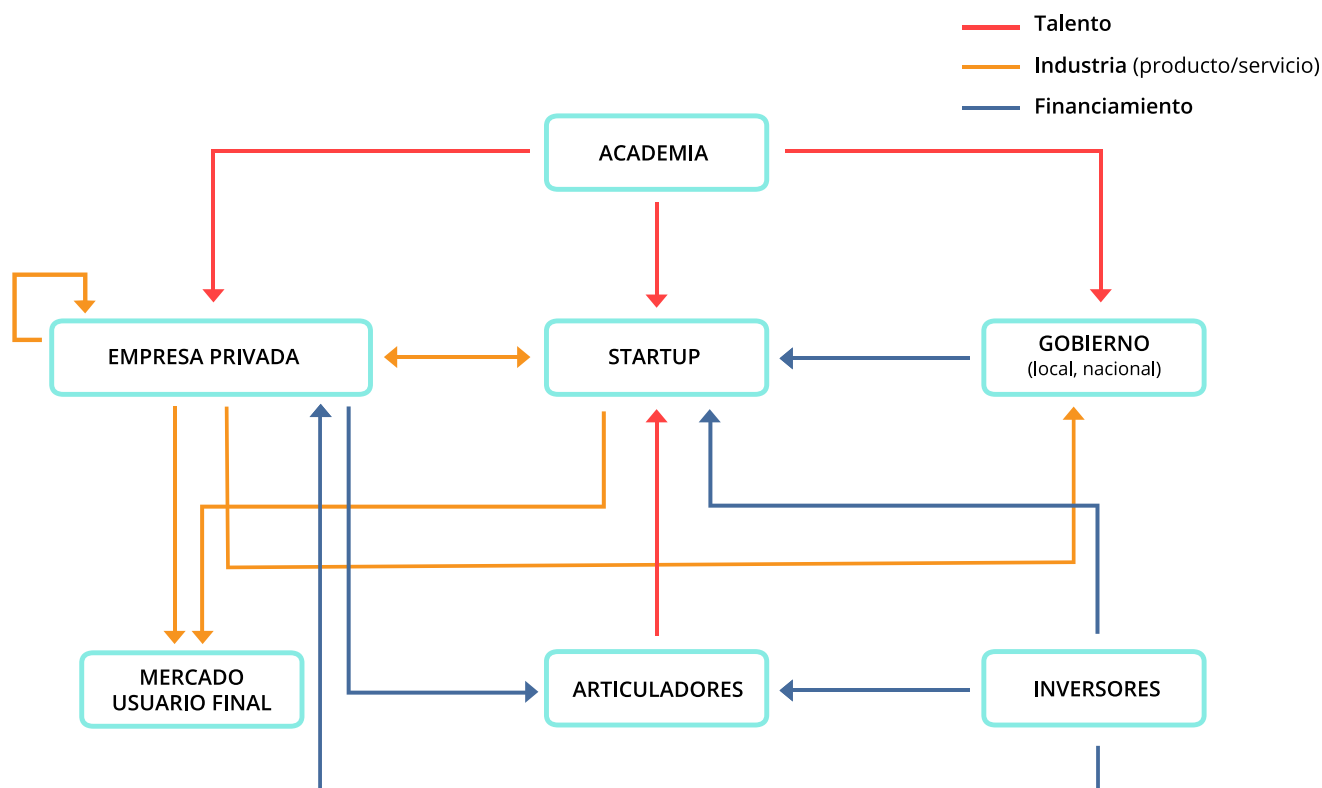 Talento
Industria (producto/servicio)
Financiamiento
ACADEMIA
EMPRESA PRIVADA
STARTUP
GOBIERNO
(local, nacional)
MERCADO
USUARIO FINAL
ARTICULADORES
INVERSORES